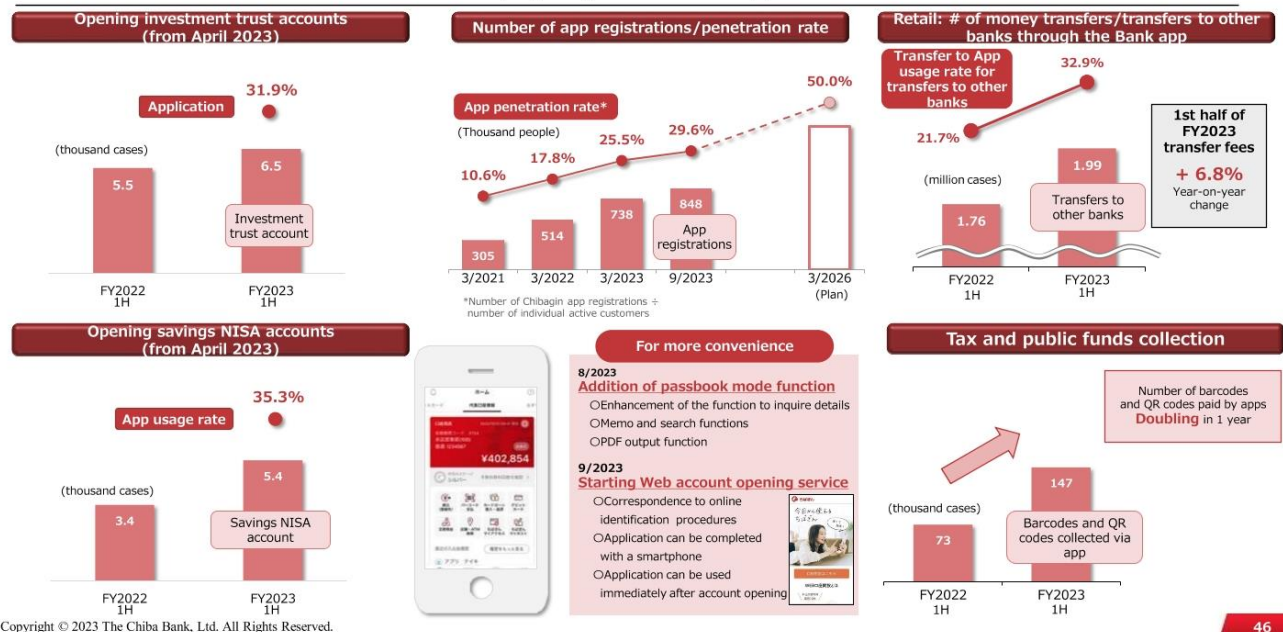 Opening investment trust accounts
(from April 2023)
Application
31.9%
(thousand cases)
5.5
6.5
Investment
trust account
FY2022
1H
FY2023
1H
Number of app registrations/penetration rate
App penetration rate*
(Thousand people)
10.6%
17.8%
25.5%
29.6%
50.0%
305
514
738
848
App
registrations
3/2021
3/2022
3/2023
9/2023
3/2026
(Plan)
*Number of Chibagin app registrations ÷
number of individual active customers
Retail: # of money transfers/transfers to other
banks through the Bank app
Transfer to App
usage rate for
transfers to other
banks
32.9%
21.7%
(million cases)
1.76
1.99
Transfers to
other banks
FY2022
1H
FY2023
1H
1st half of
FY2023
transfer fees
+ 6.8%
Year-on-year
change
Opening savings NISA accounts
(from April 2023)
App usage rate
35.3%
(thousand cases)
3.4
5.4
Savings NISA
account
FY2022
1H
FY2023
1H
ホーム
¥402,854
For more convenience
8/2023
Addition of passbook mode function
○Enhancement of the function to inquire details
○Memo and search functions
○PDF output function
9/2023
Starting Web account opening service
○Correspondence to online
identification procedures
○Application can be completed
with a smartphone
○Application can be used
immediately after account opening
Tax and public funds collection
Number of barcodes
and QR codes paid by apps
Doubling in 1 year
(thousand cases)
73
147
Barcodes and QR
codes collected via
app
FY2022
1H
FY2023
1H
Copyright © 2023 The Chiba Bank, Ltd. All Rights Reserved.
46